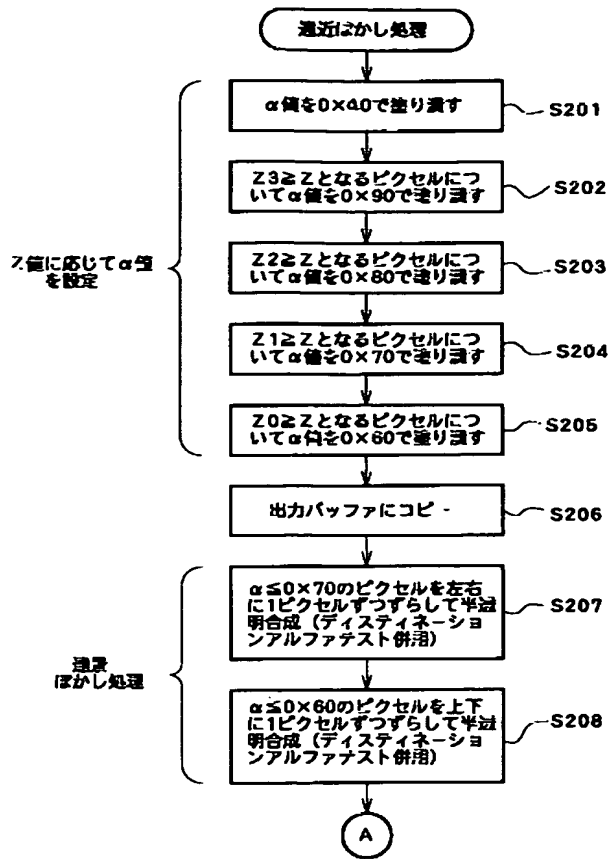 遠近ぼかし処理
α値を0×40で塗り潰す
S201
Z3≧Zとなるピクセルにつ
いてα値を0×90で塗り潰す
S202
Z2≧Zとなるピクセルにつ
いてα値を0×80で塗り潰す
S203
Z値に応じてα値
を設定
Z1≧Zとなるピクセルにつ
いてα値を0×70で塗り潰す
S204
Z0≧Zとなるピクセルにつ
いてα値を0×60で塗り潰す
S205
出力バッファにコピー
S206
α≦0×70のピクセルを左右
に1ピクセルずつずらして半透
明合成(ディスティネーショ
ンアルファテスト併用)
S207
遠景
ぼかし処理
α≦0×60のピクセルを上下
に1ピクセルずつずらして半透
明合成(ディスティネーショ
ンアルファテスト併用)
S208
A